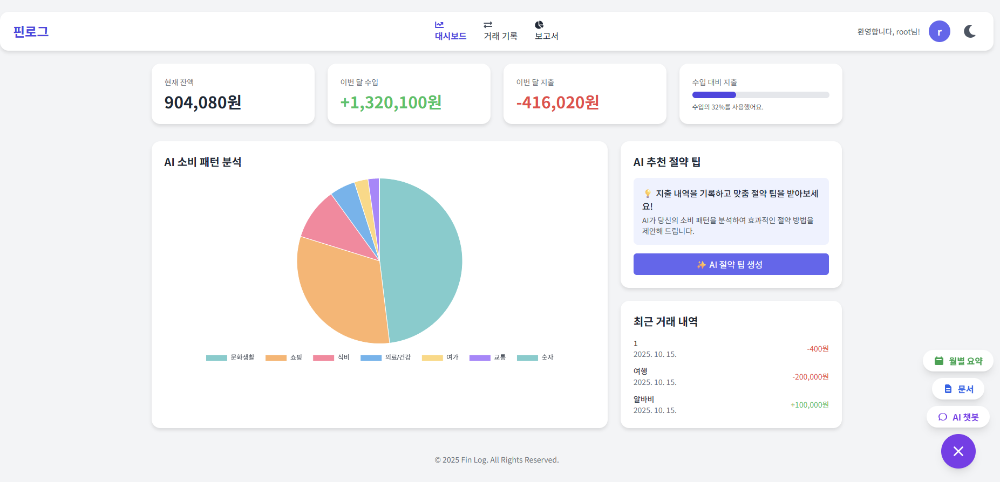 핀로그
대시보드
거래 기록
보고서
환영합니다, root님!
r
현재 잔액
904,080원
이번 달 수입
+1,320,100원
이번 달 지출
-416,020원
수입 대비 지출
수입의 32%를 사용했어요.
AI 소비 패턴 분석
문화생활
쇼핑
식비
의료/건강
여가
교통
숫자
AI 추천 절약 팁
💡 지출 내역을 기록하고 맞춤 절약 팁을 받아보세
요!
AI가 당신의 소비 패턴을 분석하여 효과적인 절약 방법을
제안해 드립니다.
✨ AI 절약 팁 생성
최근 거래 내역
1
2025. 10. 15.
-400원
여행
2025. 10. 15.
-200,000원
알바비
2025. 10. 15.
+100,000원
월별 요약
문서
AI 챗봇
© 2025 Fin Log. All Rights Reserved.